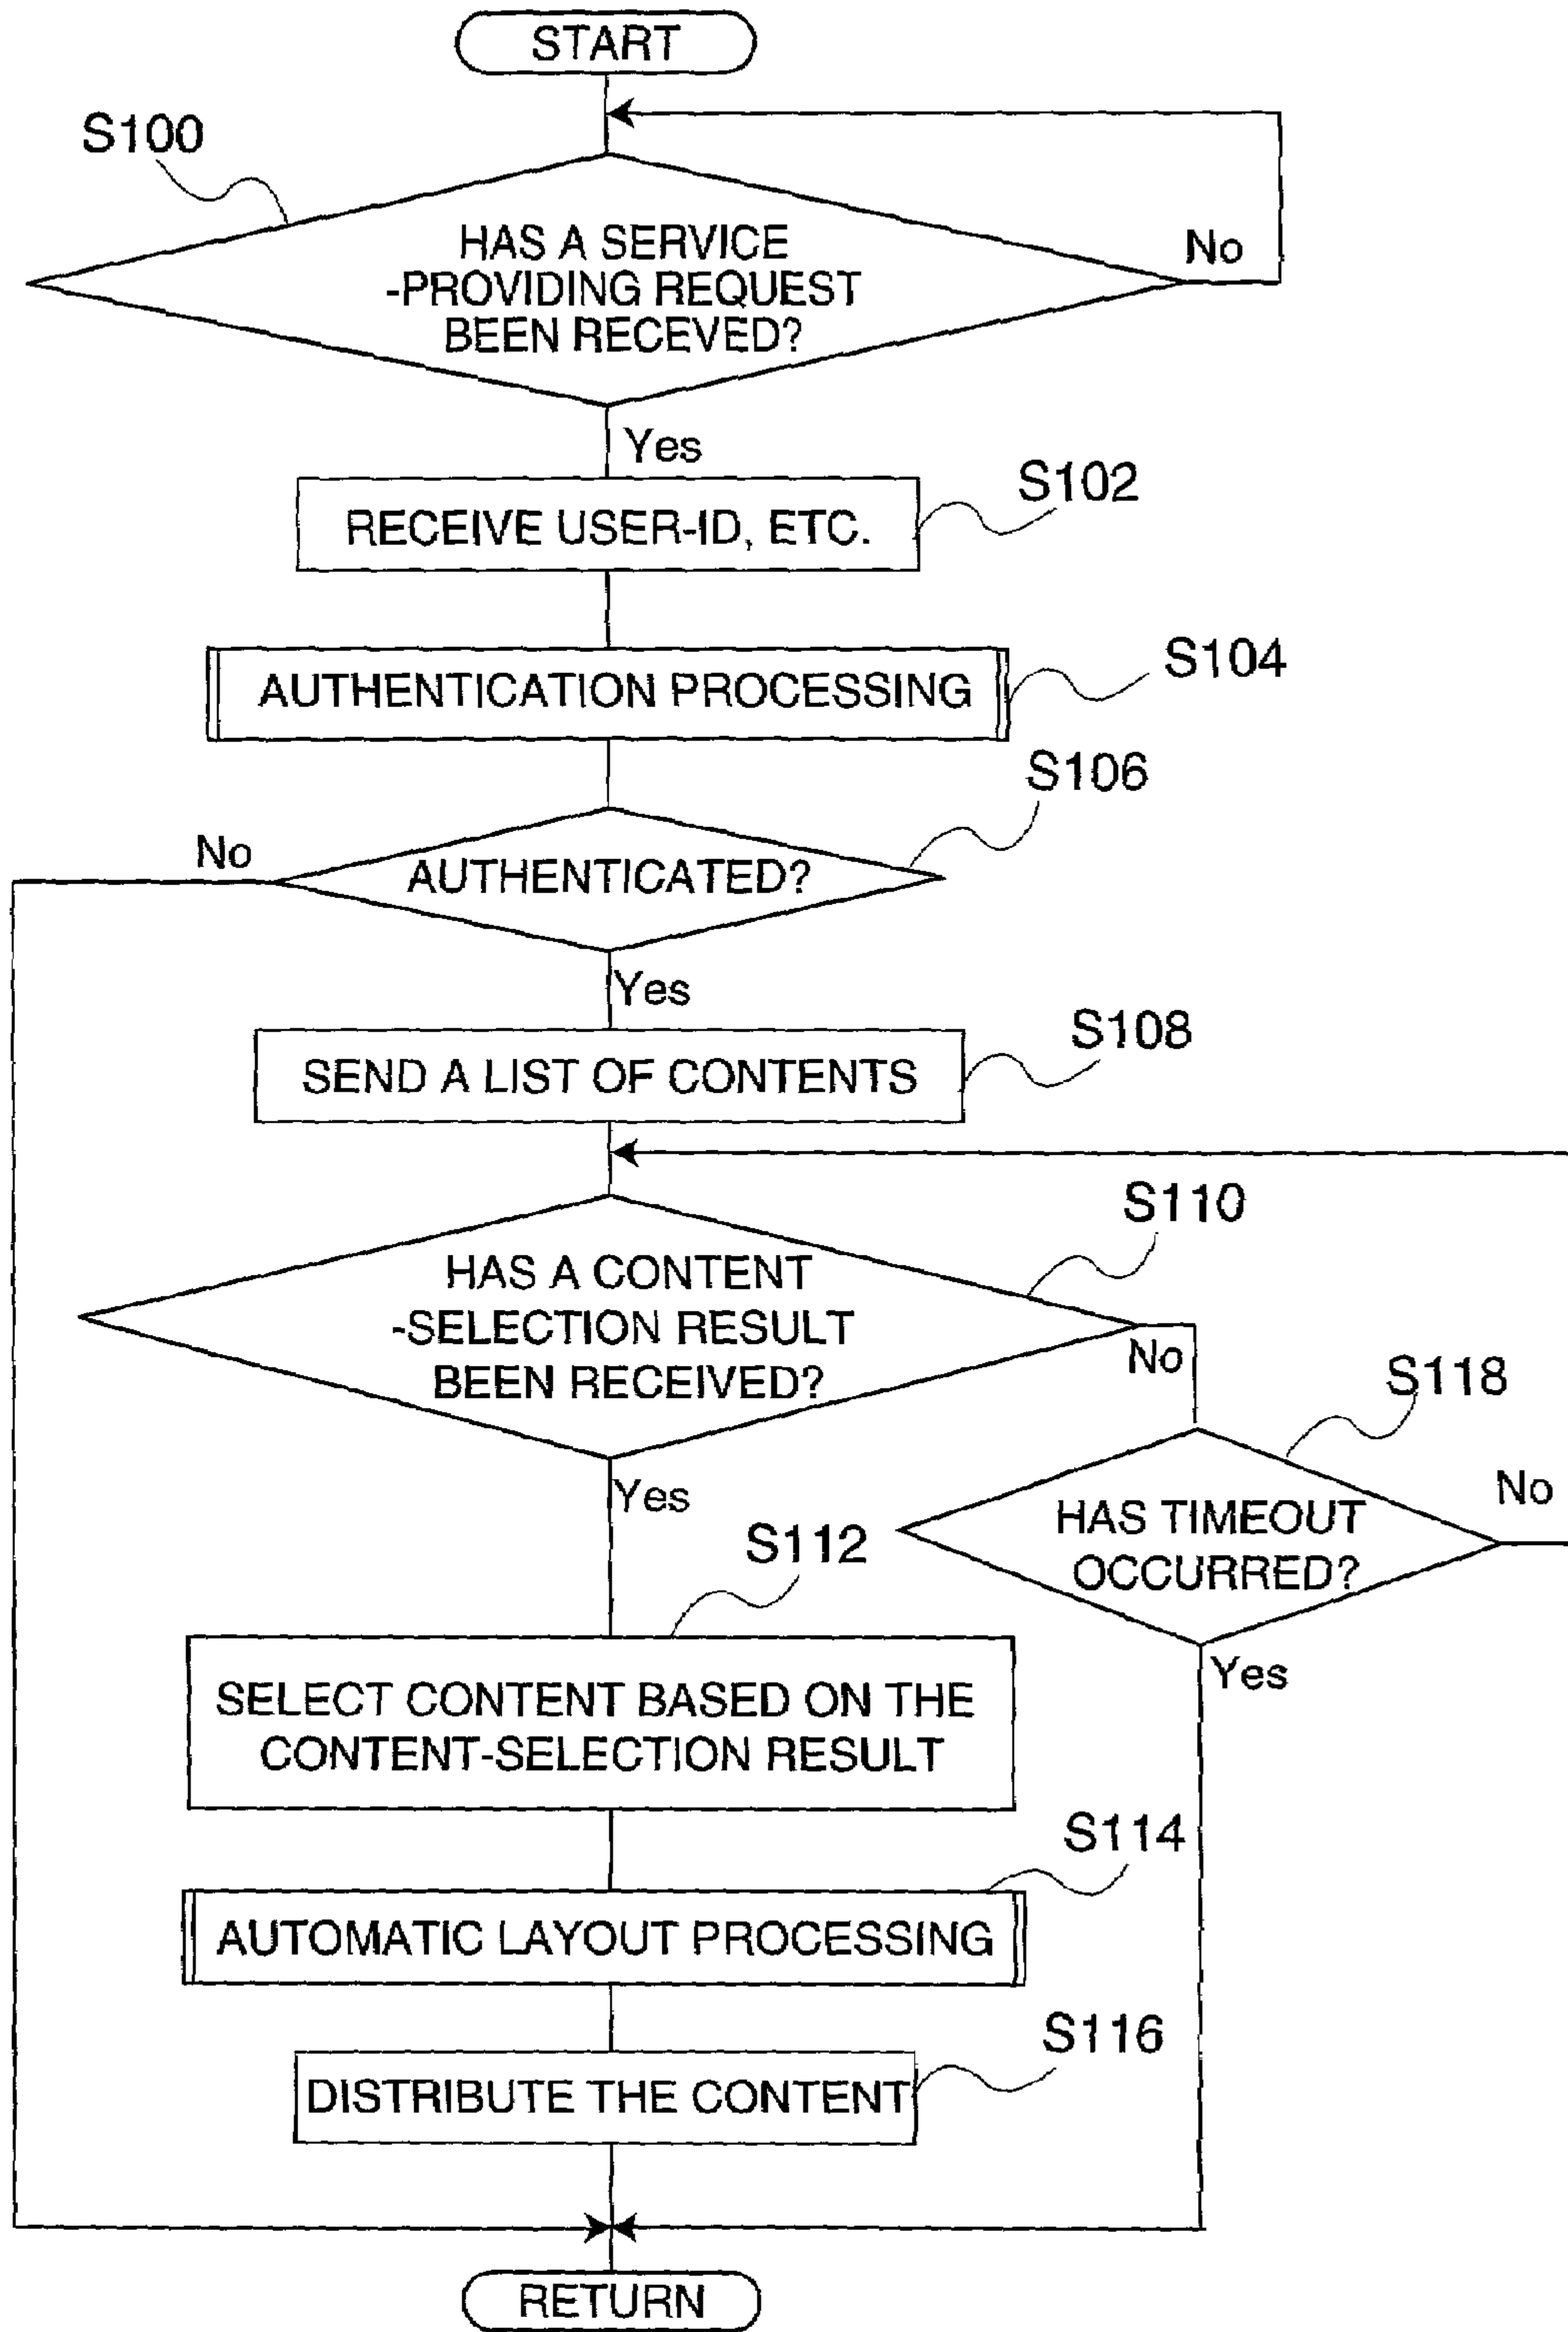 START
S100
HAS A SERVICE
-PROVIDING REQUEST
BEEN RECEVED?
No
Yes
S102
RECEIVE USER-ID, ETC.
S104
AUTHENTICATION PROCESSING
S106
No
AUTHENTICATED?
Yes
S108
SEND A LIST OF CONTENTS
S110
HAS A CONTENT
-SELECTION RESULT
BEEN RECEIVED?
No
S118
Yes
No
HAS TIMEOUT
OCCURRED?
S112
Yes
SELECT CONTENT BASED ON THE
CONTENT-SELECTION RESULT
S114
AUTOMATIC LAYOUT PROCESSING
S116
DISTRIBUTE THE CONTENT
RETURN